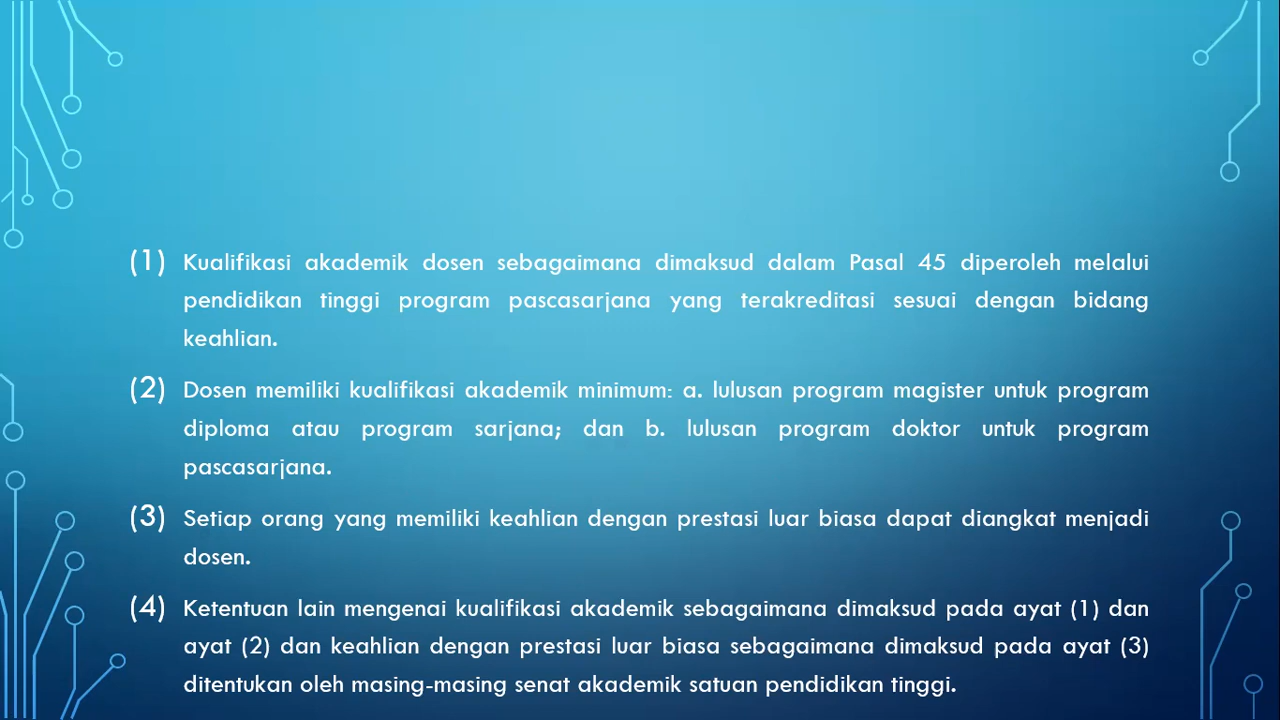 (1) Kualifikasi akademik dosen sebagaimana dimaksud dalam Pasal 45 diperoleh melalui
pendidikan tinggi program pascasarjana yang terakreditasi sesuai dengan bidang
keahlian.
(2) Dosen memiliki kualifikasi akademik minimum: a. lulusan program magister untuk program
diploma atau program sarjana; dan b. lulusan program doktor untuk program
pascasarjana.
(3) Setiap orang yang memiliki keahlian dengan prestasi luar biasa dapat diangkat menjadi
dosen.
(4) Ketentuan lain mengenai kualifikasi akademik sebagaimana dimaksud pada ayat (1) dan
ayat (2) dan keahlian dengan prestasi luar biasa sebagaimana dimaksud pada ayat (3)
ditentukan oleh masing-masing senat akademik satuan pendidikan tinggi.